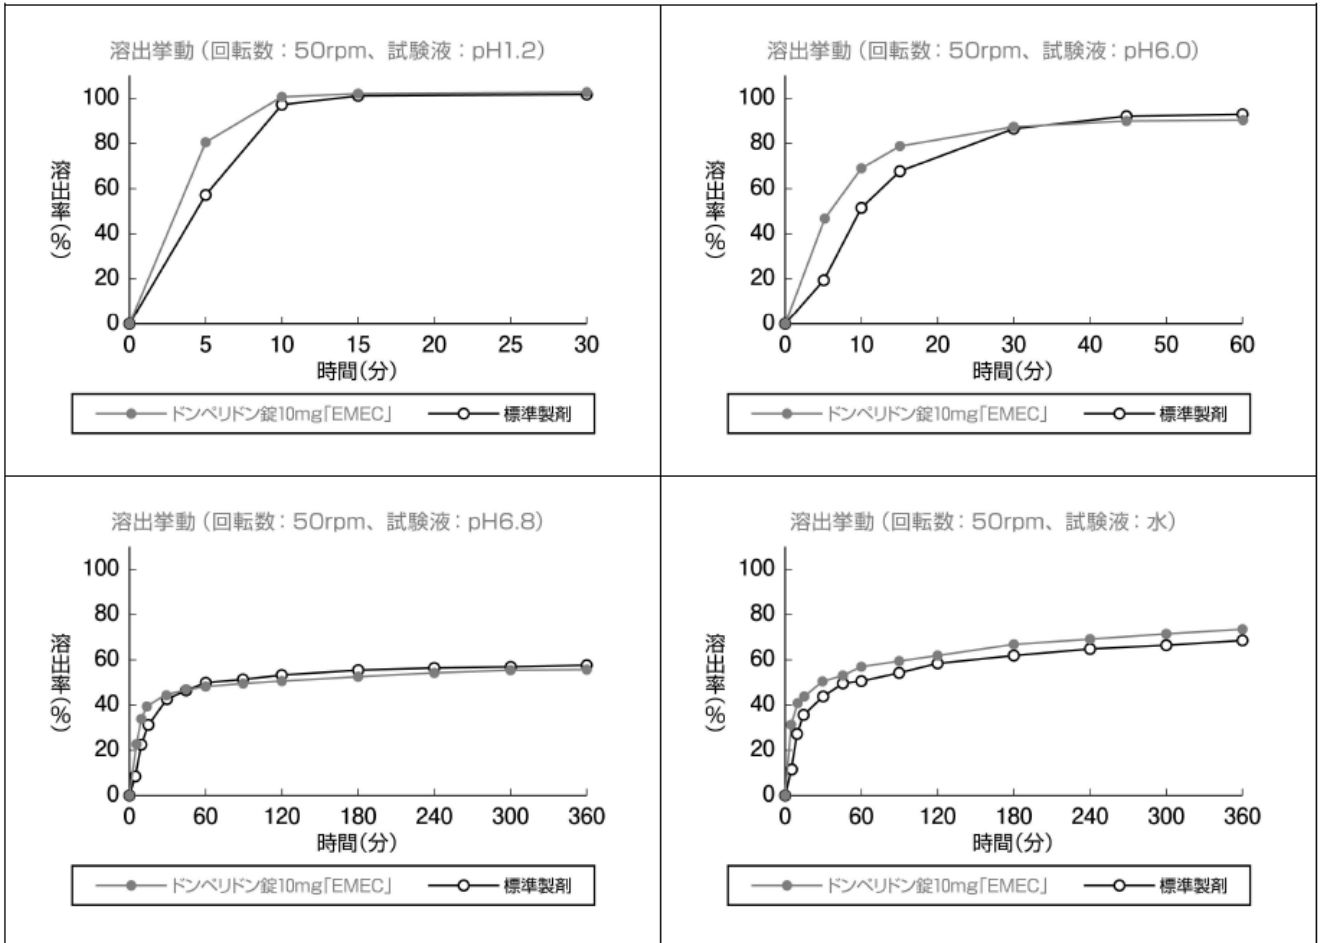 溶出挙動（回転数：50rpm、試験液：pH1.2）
100
80
60
40
20
0
溶出率(%)
0 5 10 15 20 25 30
時間(分)
ドンペリドン錠10mg「EMEC」 標準製剤
溶出挙動（回転数：50rpm、試験液：pH6.0）
100
80
60
40
20
0
溶出率(%)
0 10 20 30 40 50 60
時間(分)
ドンペリドン錠10mg「EMEC」 標準製剤
溶出挙動（回転数：50rpm、試験液：pH6.8）
100
80
60
40
20
0
溶出率(%)
0 60 120 180 240 300 360
時間(分)
ドンペリドン錠10mg「EMEC」 標準製剤
溶出挙動（回転数：50rpm、試験液：水）
100
80
60
40
20
0
溶出率(%)
0 60 120 180 240 300 360
時間(分)
ドンペリドン錠10mg「EMEC」 標準製剤